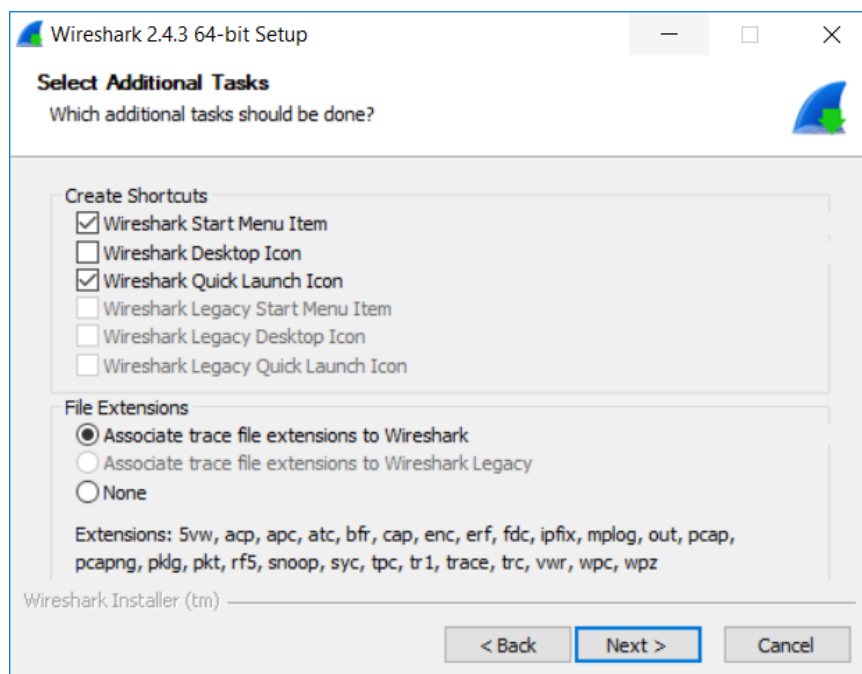 Wireshark 2.4.3 64-bit Setup
Select Additional Tasks
Which additional tasks should be done?
Create Shortcuts
Wireshark Start Menu Item
Wireshark Desktop Icon
Wireshark Quick Launch Icon
Wireshark Legacy Start Menu Item
Wireshark Legacy Desktop Icon
Wireshark Legacy Quick Launch Icon
File Extensions
Associate trace file extensions to Wireshark
Associate trace file extensions to Wireshark Legacy
None
Extensions: 5vw, acp, apc, atc, bfr, cap, enc, erf, fdc, ipfix, mplog, out, pcap,
pcapng, pklg, pkt, rf5, snoop, syc, tpc, tr1, trace, trc, vwr, wpc, wpz
Wireshark Installer (tm)
< Back Next > Cancel